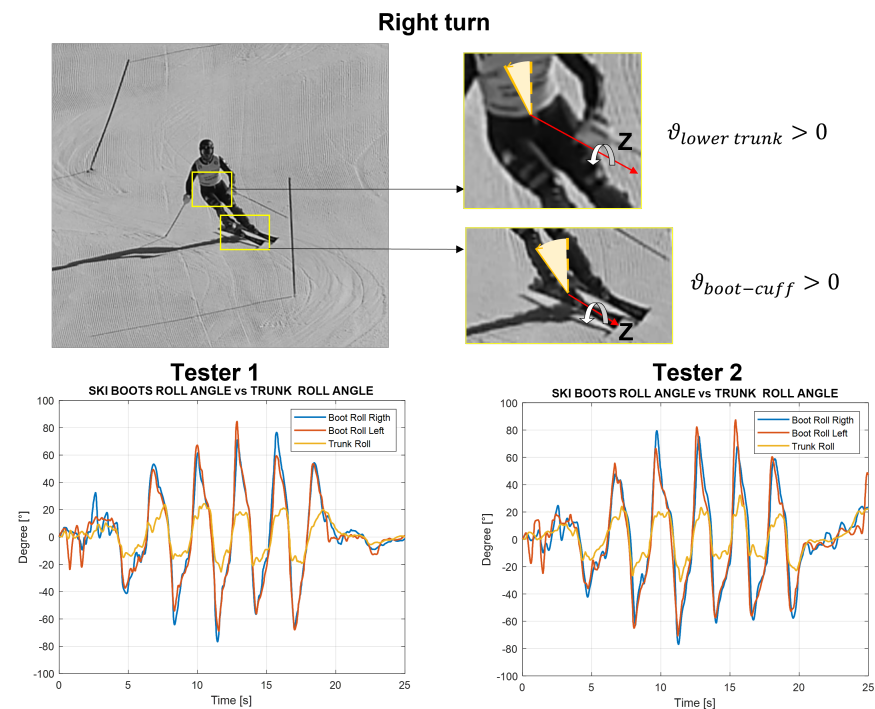 Right turn
Z
ϑlower trunk > 0
Z
ϑboot−cuff > 0
Tester 1
SKI BOOTS ROLL ANGLE vs TRUNK ROLL ANGLE
Boot Roll Rigth
Boot Roll Left
Trunk Roll
Degree [°]
100
80
60
40
20
0
-20
-40
-60
-80
-100
0
5
10
15
20
25
Time [s]
Tester 2
SKI BOOTS ROLL ANGLE vs TRUNK ROLL ANGLE
Boot Roll Rigth
Boot Roll Left
Trunk Roll
Degree [°]
100
80
60
40
20
0
-20
-40
-60
-80
-100
0
5
10
15
20
25
Time [s]